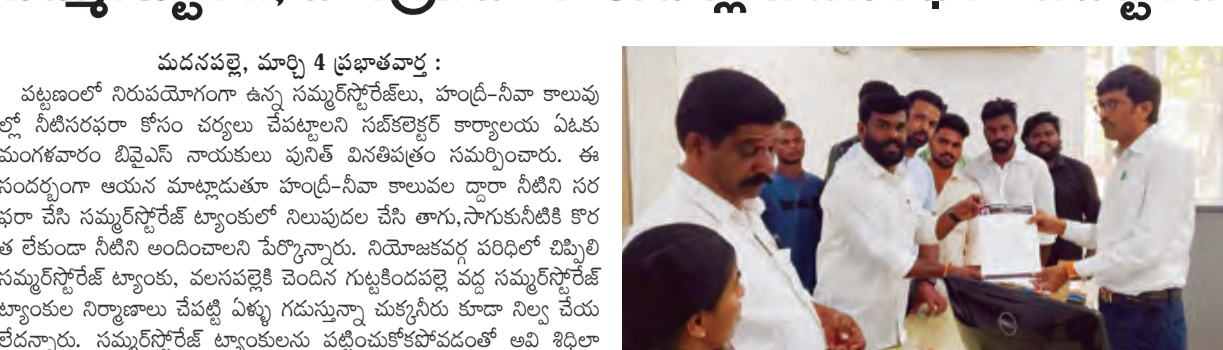 మదనపల్లె, మార్చి 4 ప్రభాతవార్త :
పట్టణంలో నిరుపయోగంగా ఉన్న సమ్మర్‌స్టోరేజ్‌లు, హంద్రీ-నీవా కాలువు
ల్లో నీటిసరఫరా కోసం చర్యలు చేపట్టాలని సబ్‌కలెక్టర్ కార్యాలయ ఏఓకు
మంగళవారం బివైఎస్ నాయకులు పునిత్ వినతిపత్రం సమర్పించారు. ఈ
సందర్భంగా ఆయన మాట్లాడుతూ హంద్రీ-నీవా కాలువల ద్వారా నీటిని సర
ఫరా చేసి సమ్మర్‌స్టోరేజ్ ట్యాంకులో నిలుపుదల చేసి తాగు,సాగుకునీటికి కొర
త లేకుండా నీటిని అందించాలని పేర్కొన్నారు. నియోజకవర్గ పరిధిలో చిప్పిలి
సమ్మర్‌స్టోరేజ్ ట్యాంకు, వలసపల్లెకి చెందిన గుట్టకిందపల్లె వద్ద సమ్మర్‌స్టోరేజ్
ట్యాంకుల నిర్మాణాలు చేపట్టి ఏళ్ళు గడుస్తున్నా చుక్కనీరు కూడా నిల్వ చేయ
లేదన్నారు. సమ్మర్‌స్టోరేజ్ ట్యాంకులను పట్టించుకోకపోవడంతో అవి శిధిలా